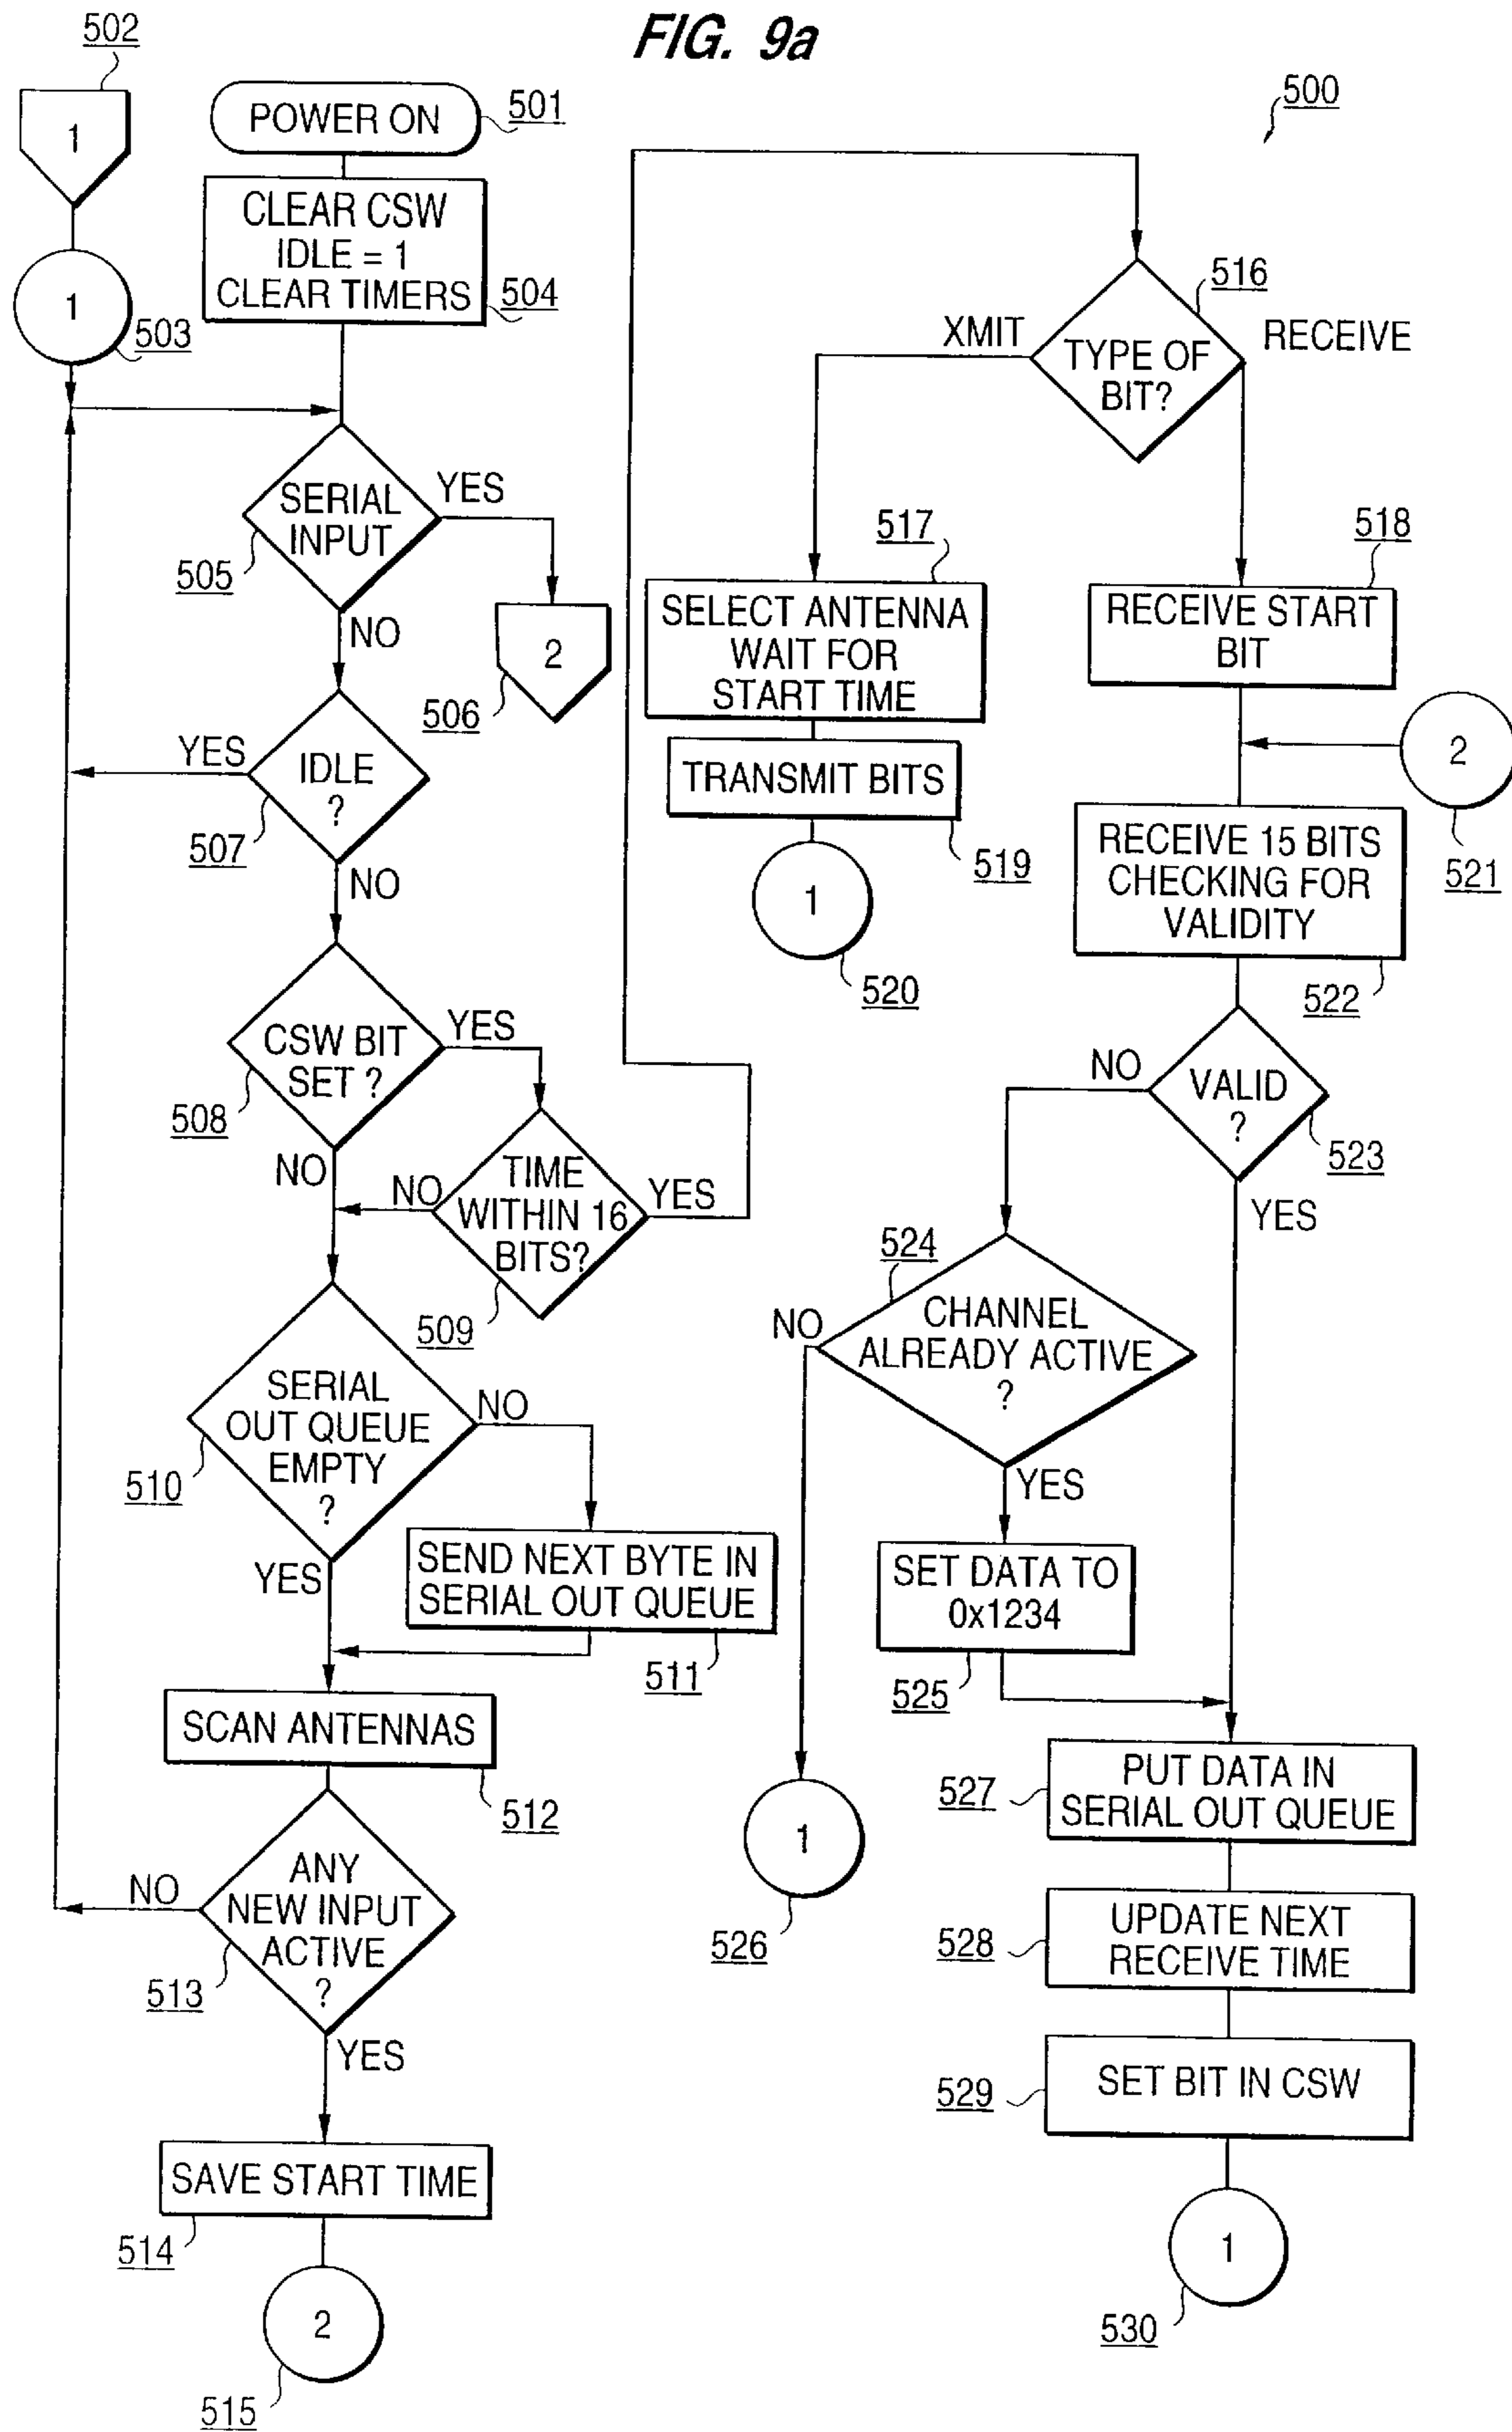 FIG. 9a
502
1
POWER ON
501
500
CLEAR CSW
IDLE = 1
CLEAR TIMERS
504
1
503
SERIAL
INPUT
YES
505
NO
2
506
IDLE
?
YES
507
NO
CSW BIT
SET ?
YES
508
NO
TIME
WITHIN 16
BITS?
NO
YES
509
SERIAL
OUT QUEUE
EMPTY
?
NO
510
YES
SEND NEXT BYTE IN
SERIAL OUT QUEUE
511
SCAN ANTENNAS
512
ANY
NEW INPUT
ACTIVE
?
NO
513
YES
SAVE START TIME
514
2
515
516
TYPE OF
BIT?
XMIT
RECEIVE
517
SELECT ANTENNA
WAIT FOR
START TIME
TRANSMIT BITS
519
1
520
518
RECEIVE START
BIT
2
521
RECEIVE 15 BITS
CHECKING FOR
VALIDITY
522
VALID
?
NO
523
YES
524
CHANNEL
ALREADY ACTIVE
?
NO
YES
SET DATA TO
0x1234
525
1
526
PUT DATA IN
SERIAL OUT QUEUE
527
UPDATE NEXT
RECEIVE TIME
528
SET BIT IN CSW
529
1
530